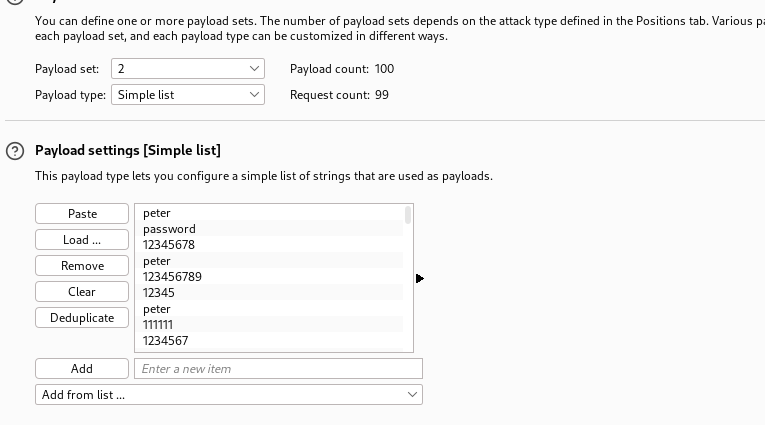 You can define one or more payload sets. The number of payload sets depends on the attack type defined in the Positions tab. Various pa
each payload set, and each payload type can be customized in different ways.
Payload set: 2 Payload count: 100
Payload type: Simple list Request count: 99
Payload settings [Simple list]
This payload type lets you configure a simple list of strings that are used as payloads.
Paste
Load ...
Remove
Clear
Deduplicate
peter
password
12345678
peter
123456789
12345
peter
111111
1234567
Add Enter a new item
Add from list ...